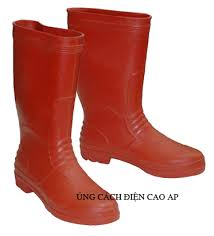 ỦNG CÁCH ĐIỆN CAO AP